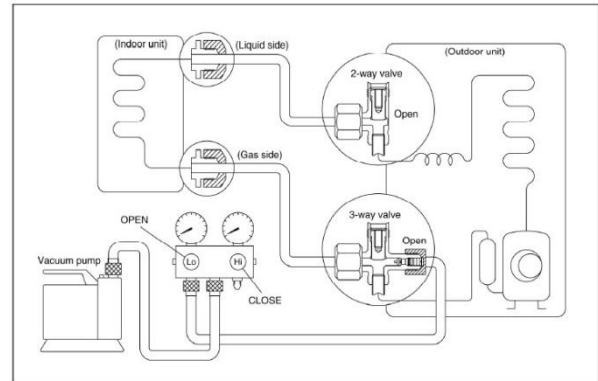 (Indoor unit)
(Liquid side)
(Outdoor unit)
2-way valve
Open
(Gas side)
3-way valve
Open
OPEN
Lo
Hi
CLOSE
Vacuum pump